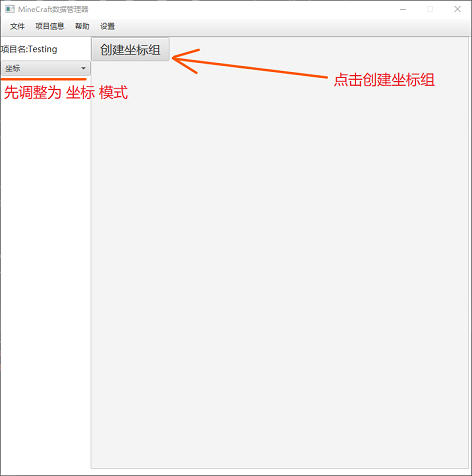 MineCraft数据管理器
文件 项目信息 帮助 设置
项目名:Testing
创建坐标组
坐标
点击创建坐标组
先调整为 坐标 模式